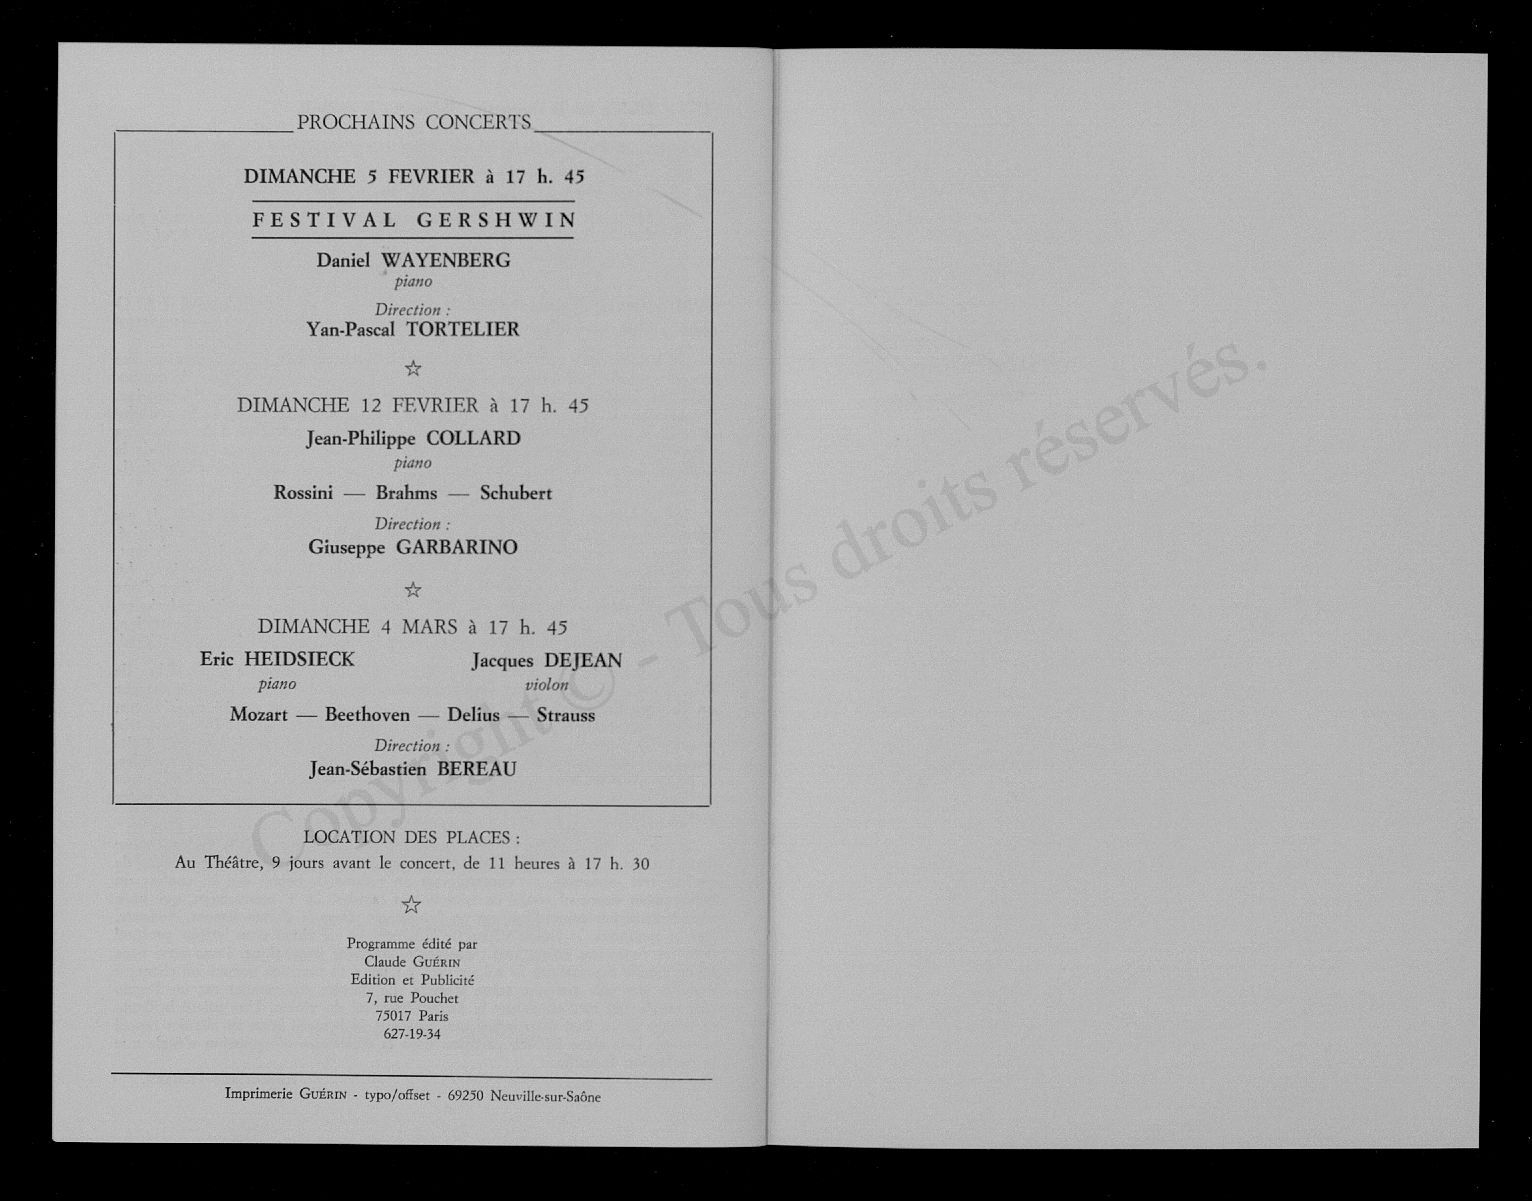 PROCHAINS CONCERTS
DIMANCHE 5 FEVRIER à 17 h. 45
FESTIVAL GERSHWIN
Daniel WAYENBERG
piano
Direction :
Yan-Pascal TORTELIER
☆
DIMANCHE 12 FEVRIER à 17 h. 45
Jean-Philippe COLLARD
piano
Rossini — Brahms — Schubert
Direction :
Giuseppe GARBARINO
☆
DIMANCHE 4 MARS à 17 h. 45
Eric HEIDSIECK Jacques DEJEAN
piano violon
Mozart — Beethoven — Delius — Strauss
Direction :
Jean-Sébastien BEREAU
LOCATION DES PLACES :
Au Théâtre, 9 jours avant le concert, de 11 heures à 17 h. 30
☆
Programme édité par
Claude GUÉRIN
Edition et Publicité
7, rue Pouchet
75017 Paris
627-19-34
Imprimerie GUÉRIN - typo/offset - 69250 Neuville-sur-Saône
Copyright © - Tous droits réservés.